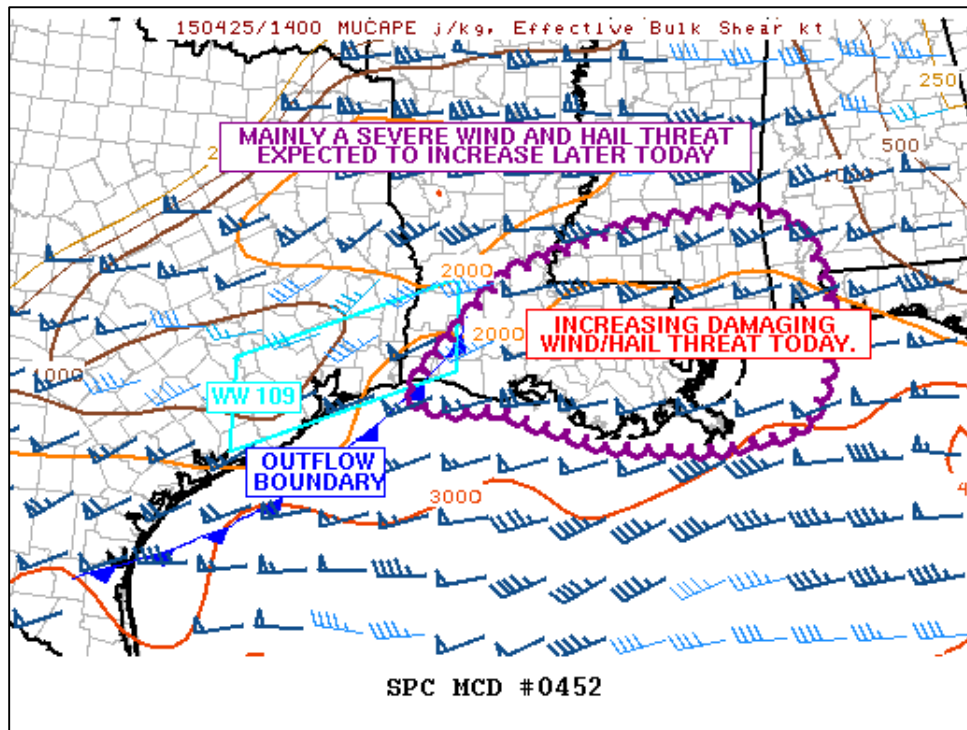 150425/1400 MUCAPE j/kg, Effective Bulk Shear kt
250
MAINLY A SEVERE WIND AND HAIL THREAT
EXPECTED TO INCREASE LATER TODAY
500
2000
2000
INCREASING DAMAGING
WIND/HAIL THREAT TODAY.
1000
WW 109
OUTFLOW
BOUNDARY
3000
SPC MCD #0452